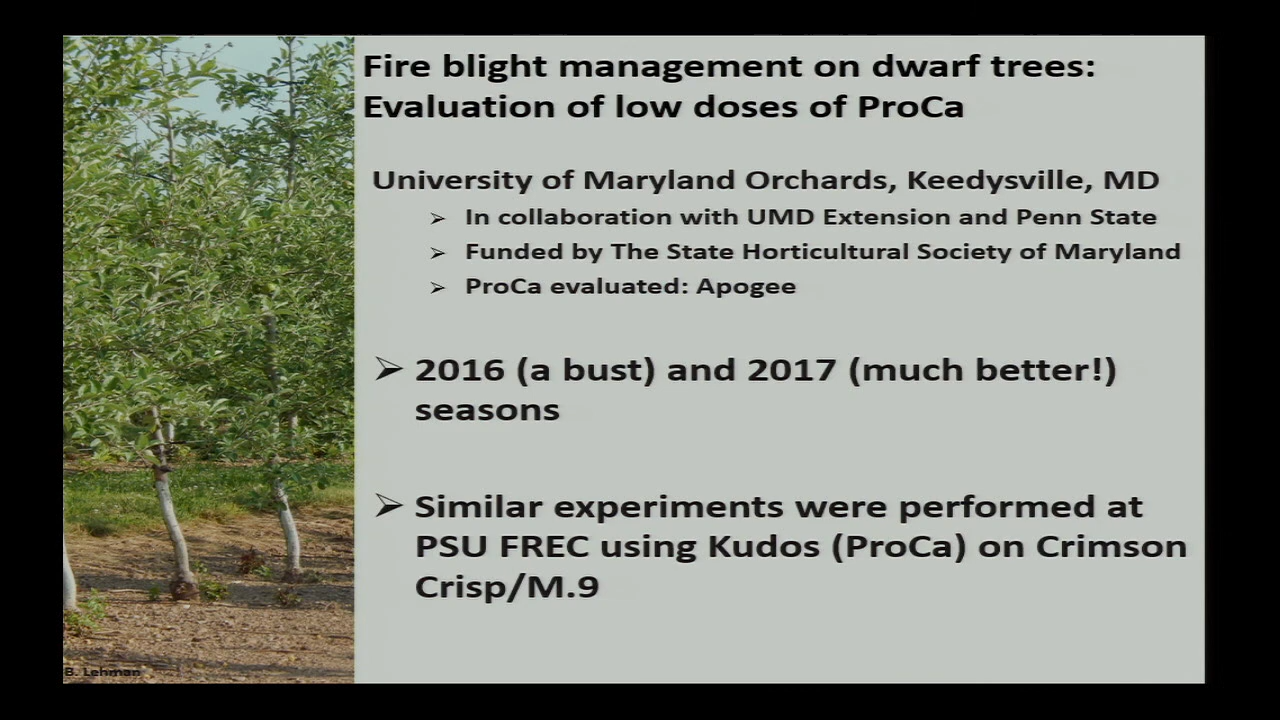 Fire blight management on dwarf trees:
Evaluation of low doses of ProCa
University of Maryland Orchards, Keedysville, MD
➢ In collaboration with UMD Extension and Penn State
➢ Funded by The State Horticultural Society of Maryland
➢ ProCa evaluated: Apogee
➢ 2016 (a bust) and 2017 (much better!)
seasons
➢ Similar experiments were performed at
PSU FREC using Kudos (ProCa) on Crimson
Crisp/M.9
B. Lehman